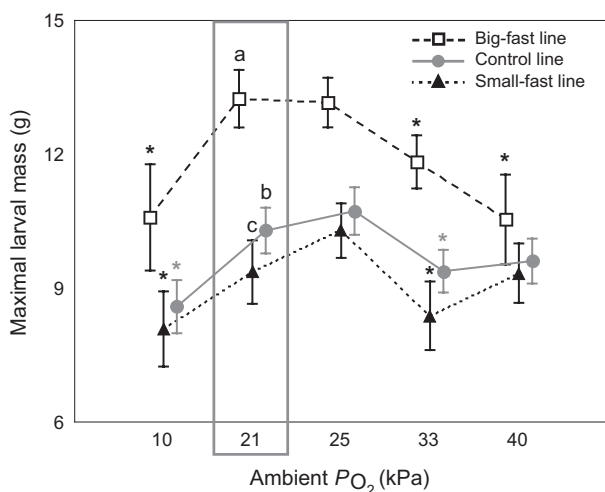 15
12
9
6
Maximal larval mass (g)
Big-fast line
Control line
Small-fast line
a
b
c
*
*
*
*
*
*
*
10 21 25 33 40
Ambient PO2 (kPa)